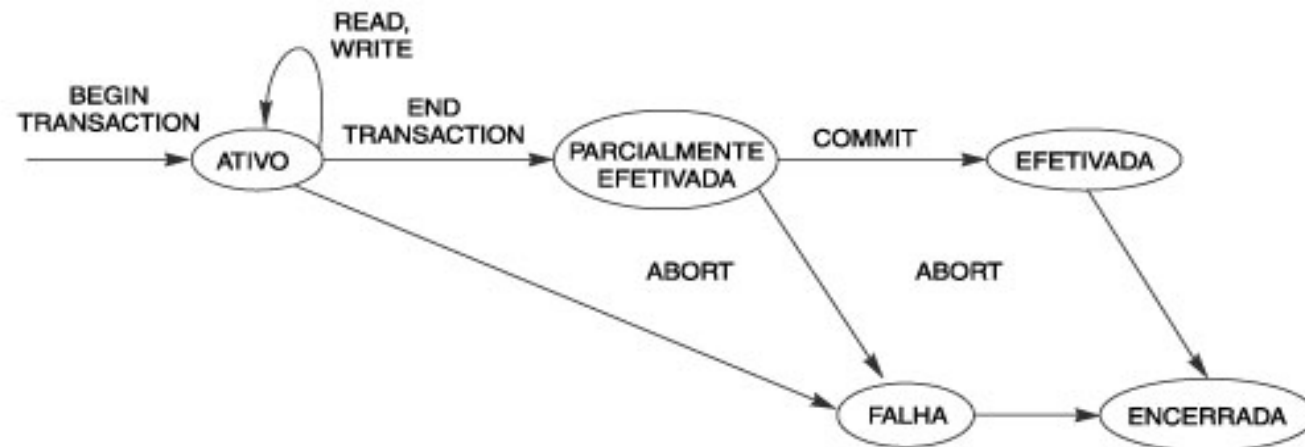 READ,
WRITE
BEGIN
TRANSACTION
END
TRANSACTION
ATIVO
PARCIALMENTE
EFETIVADA
COMMIT
EFETIVADA
ABORT
ABORT
FALHA
ENCERRADA